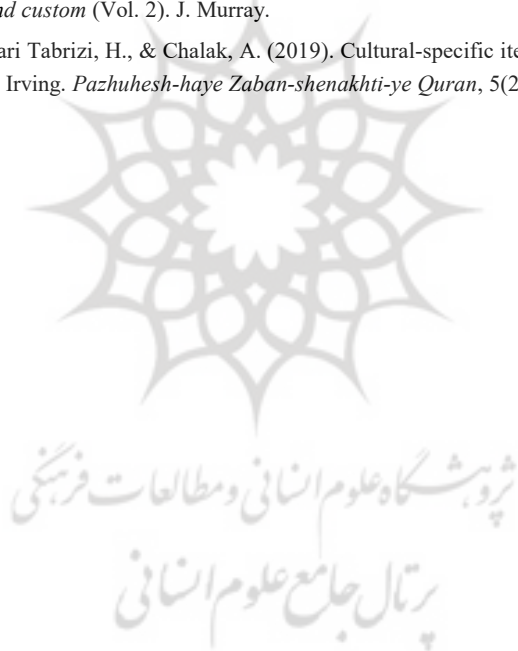 nd custom (Vol. 2). J. Murray.
ari Tabrizi, H., & Chalak, A. (2019). Cultural-specific ite
Irving. Pazhuhesh-haye Zaban-shenakhti-ye Quran, 5(2
پژوهشگاه علوم انسانی و مطالعات فرهنگی
پرتال جامع علوم انسانی